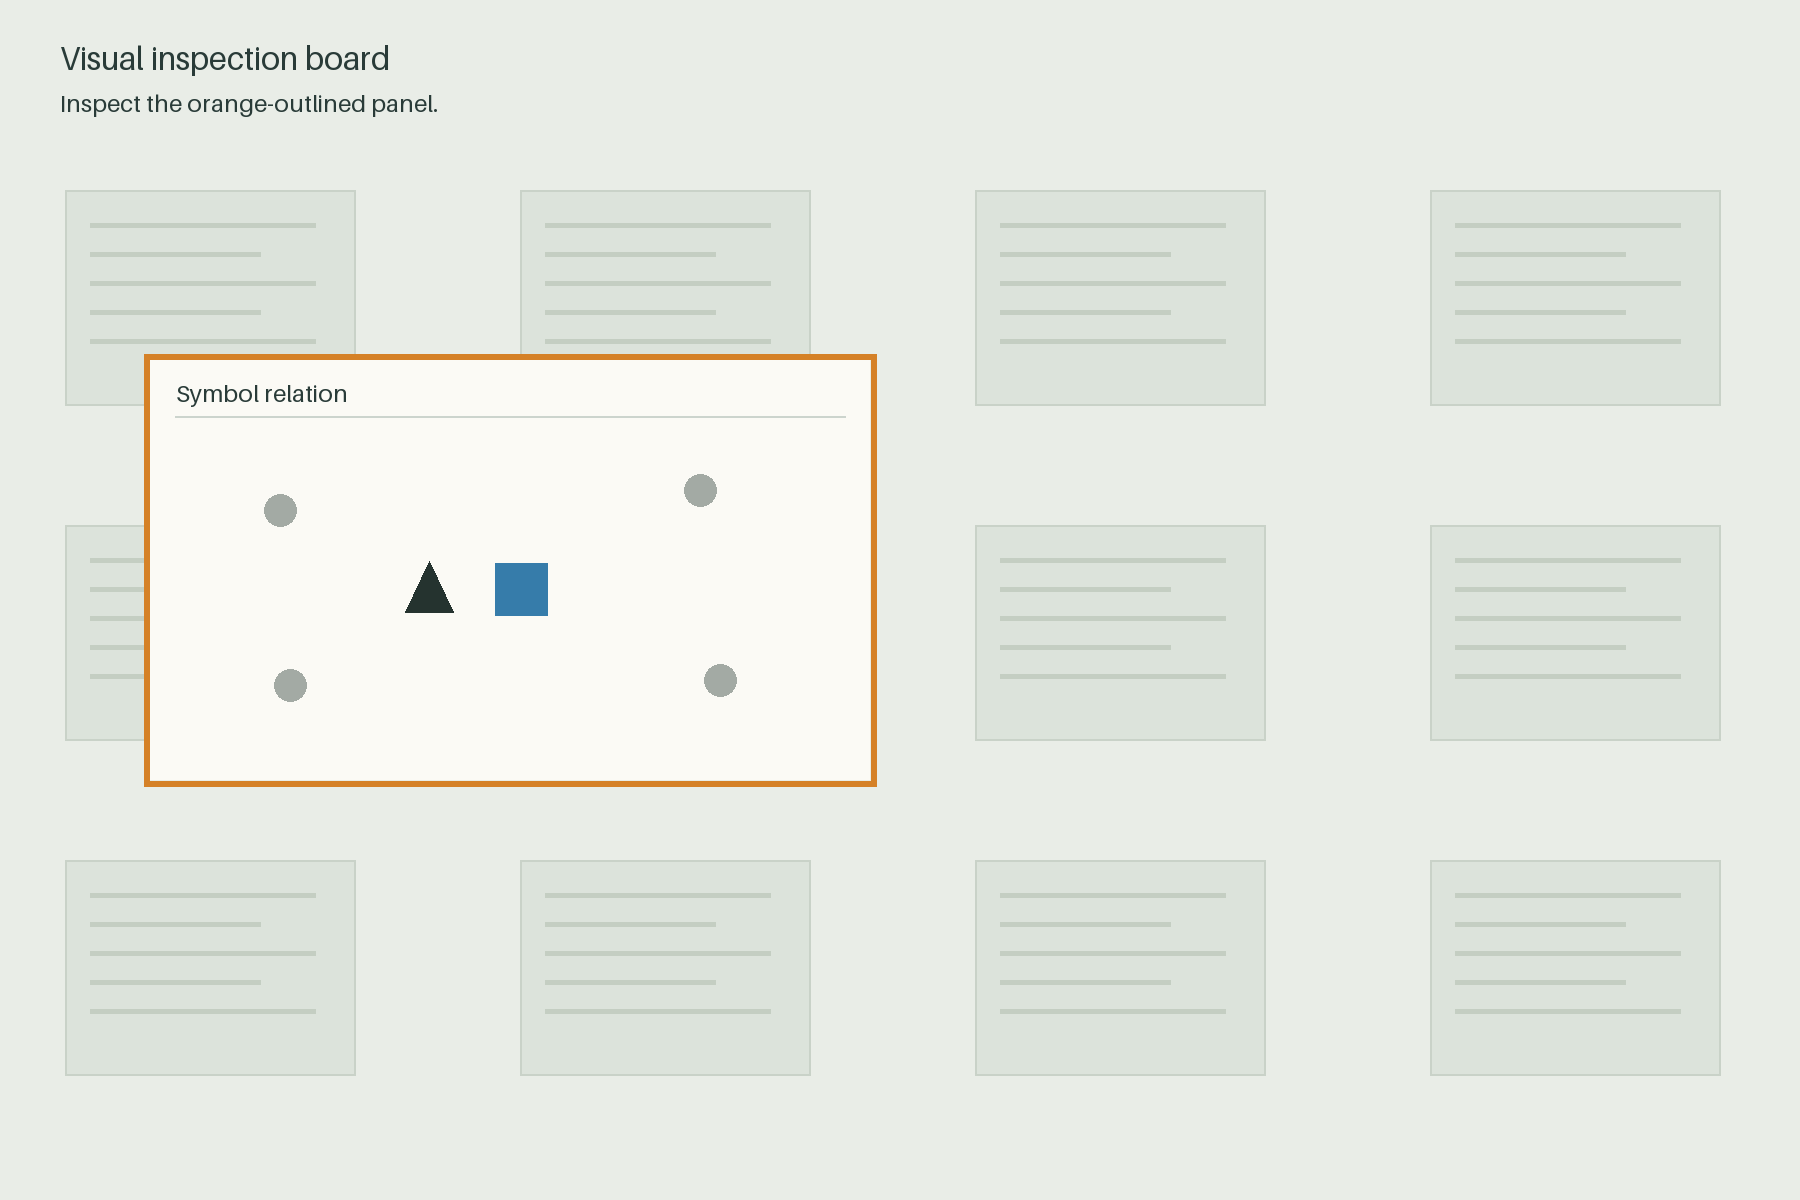 Visual inspection board
Inspect the orange-outlined panel.
Symbol relation